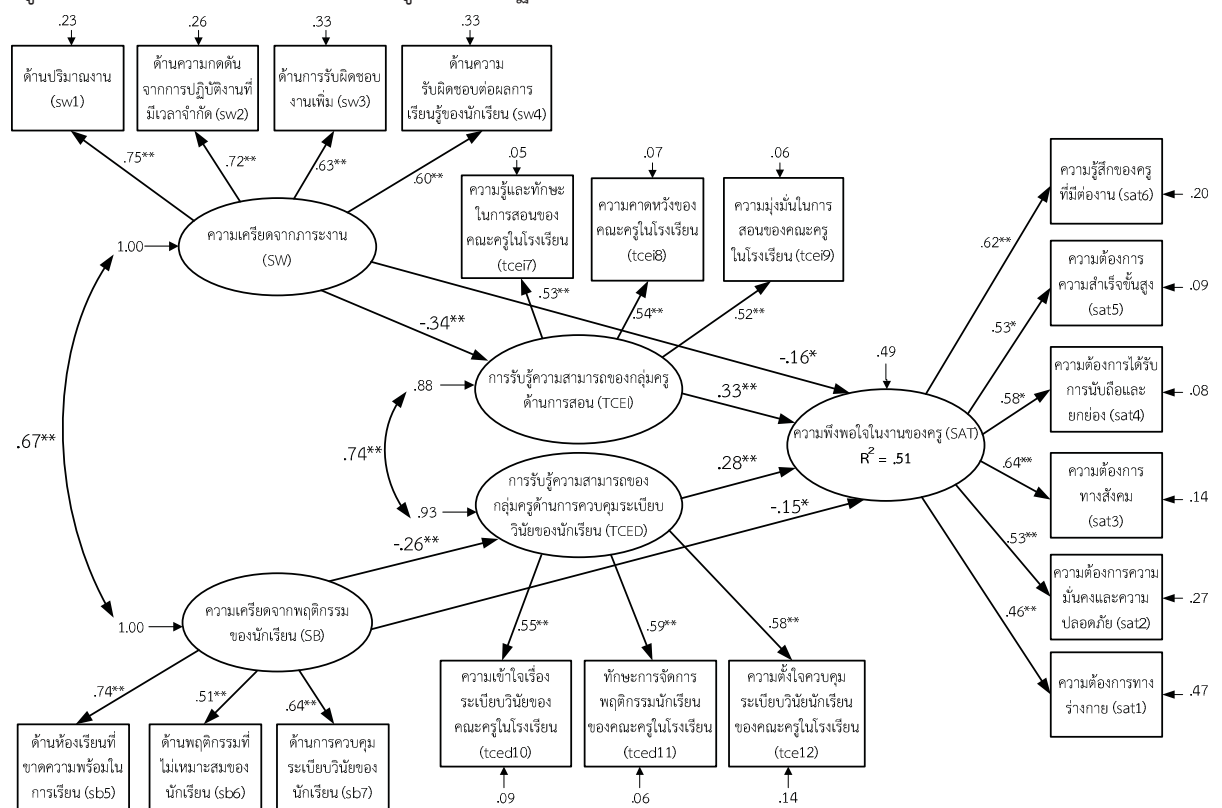 .23
.26
.33
.33
ด้านปริมาณงาน
(sw1)
ด้านความกดดัน
จากการปฏิบัติงานที่
มีเวลาจำกัด (sw2)
ด้านการรับผิดชอบ
งานเพิ่ม (sw3)
ด้านความ
รับผิดชอบต่อผลการ
เรียนรู้ของนักเรียน (sw4)
.75**
.72**
.63**
.60**
1.00
ความเครียดจากภาระงาน
(SW)
.05
.07
.06
ความรู้และทักษะ
ในการสอนของ
คณะครูในโรงเรียน
(tcei7)
ความคาดหวังของ
คณะครูในโรงเรียน
(tcei8)
ความมุ่งมั่นในการ
สอนของคณะครู
ในโรงเรียน (tcei9)
.53**
.54**
.52**
-.34**
-.16*
.88
การรับรู้ความสามารถของกลุ่มครู
ด้านการสอน (TCEI)
.33**
.67**
.74**
.49
ความพึงพอใจในงานของครู (SAT)
R² = .51
.93
การรับรู้ความสามารถของ
กลุ่มครูด้านการควบคุมระเบียบ
วินัยของนักเรียน (TCED)
.28**
-.15*
-.26**
1.00
ความเครียดจากพฤติกรรม
ของนักเรียน (SB)
.74**
.51**
.64**
ด้านห้องเรียนที่
ขาดความพร้อมใน
การเรียน (sb5)
ด้านพฤติกรรมที่
ไม่เหมาะสมของ
นักเรียน (sb6)
ด้านการควบคุม
ระเบียบวินัยของ
นักเรียน (sb7)
.55**
.59**
.58**
ความเข้าใจเรื่อง
ระเบียบวินัยของ
คณะครูในโรงเรียน
(tced10)
ทักษะการจัดการ
พฤติกรรมนักเรียน
ของคณะครูในโรงเรียน
(tced11)
ความตั้งใจควบคุม
ระเบียบวินัยนักเรียน
ของคณะครูในโรงเรียน
(tce12)
.09
.06
.14
.62**
.53*
.58*
.64**
.53**
.46**
ความรู้สึกของครู
ที่มีต่องาน (sat6)
.20
ความต้องการ
ความสำเร็จขั้นสูง
(sat5)
.09
ความต้องการได้รับ
การนับถือและ
ยกย่อง (sat4)
.08
ความต้องการ
ทางสังคม
(sat3)
.14
ความต้องการความ
มั่นคงและความ
ปลอดภัย (sat2)
.27
ความต้องการทาง
ร่างกาย (sat1)
.47